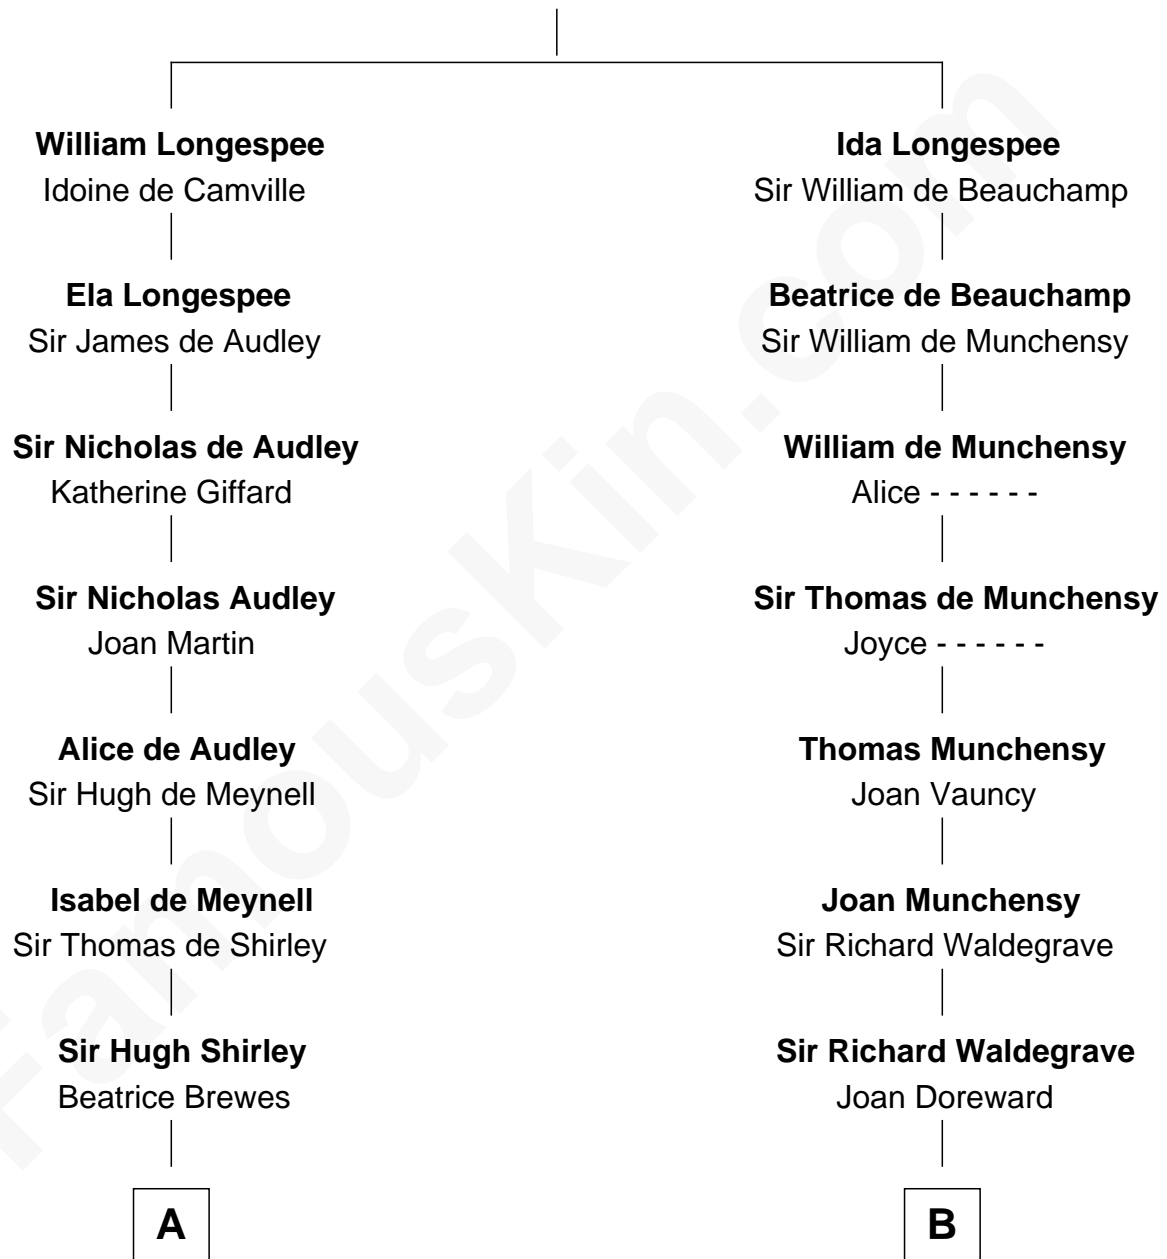 William Longespee
Idoine de Camville
Ela Longespee
Sir James de Audley
Sir Nicholas de Audley
Katherine Giffard
Sir Nicholas Audley
Joan Martin
Alice de Audley
Sir Hugh de Meynell
Isabel de Meynell
Sir Thomas de Shirley
Sir Hugh Shirley
Beatrice Brewes
A
Ida Longespee
Sir William de Beauchamp
Beatrice de Beauchamp
Sir William de Munchensy
William de Munchensy
Alice - - - - - -
Sir Thomas de Munchensy
Joyce - - - - - -
Thomas Munchensy
Joan Vauncy
Joan Munchensy
Sir Richard Waldegrave
Sir Richard Waldegrave
Joan Doreward
B
FamousKin.com